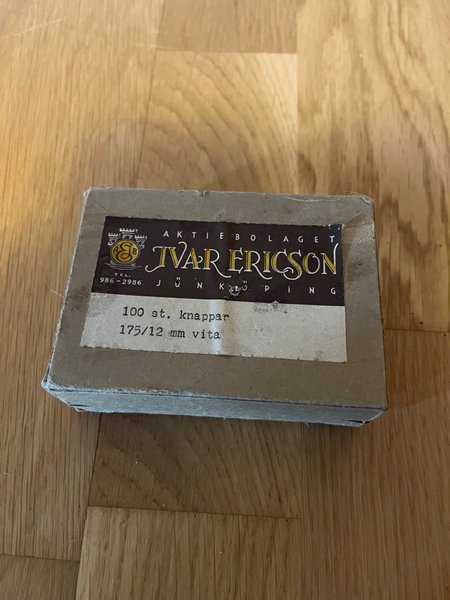 AKTIEBOLAGET
IVAR ERICSON
JÖNKÖPING
TEL.
986-2986
100 st. knappar
175/12 mm vita